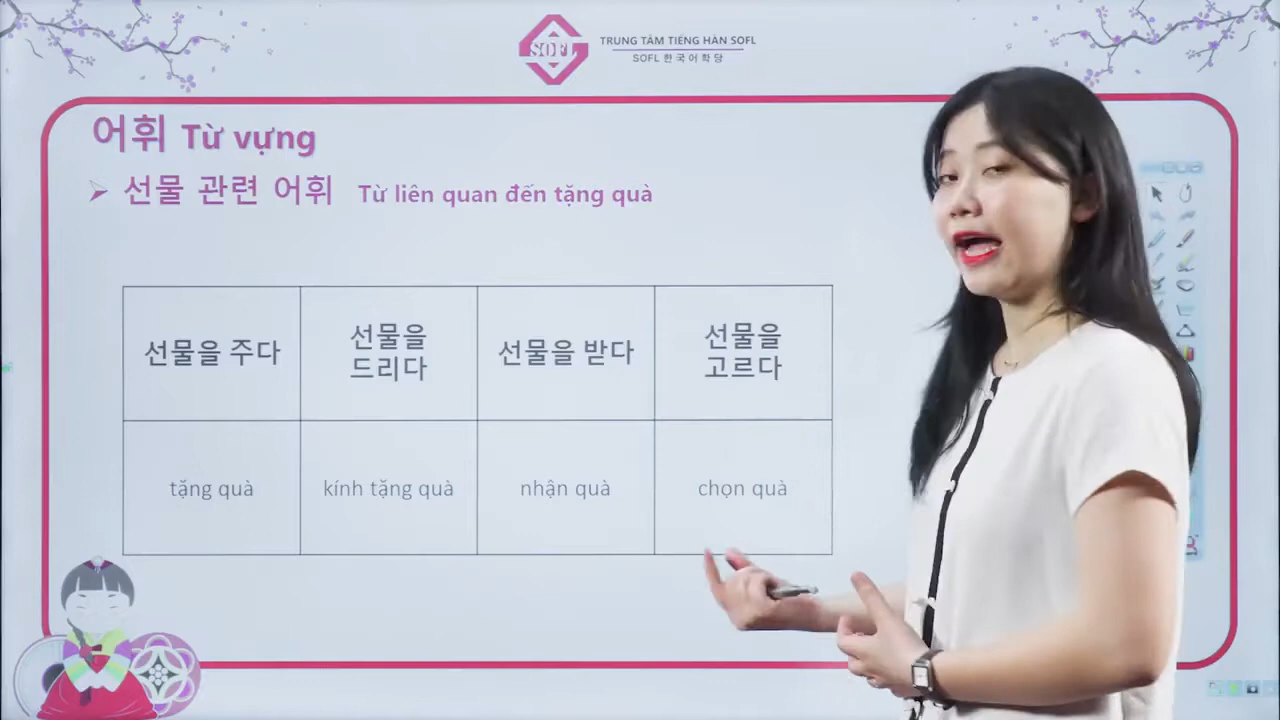 SOFL
TRUNG TÂM TIẾNG HÀN SOFL
SOFL 한국어학당
어휘 Từ vựng
선물 관련 어휘 Từ liên quan đến tặng quà
선물을 주다
선물을
드리다
선물을 받다
선물을
고르다
tặng quà
kính tặng quà
nhận quà
chọn quà